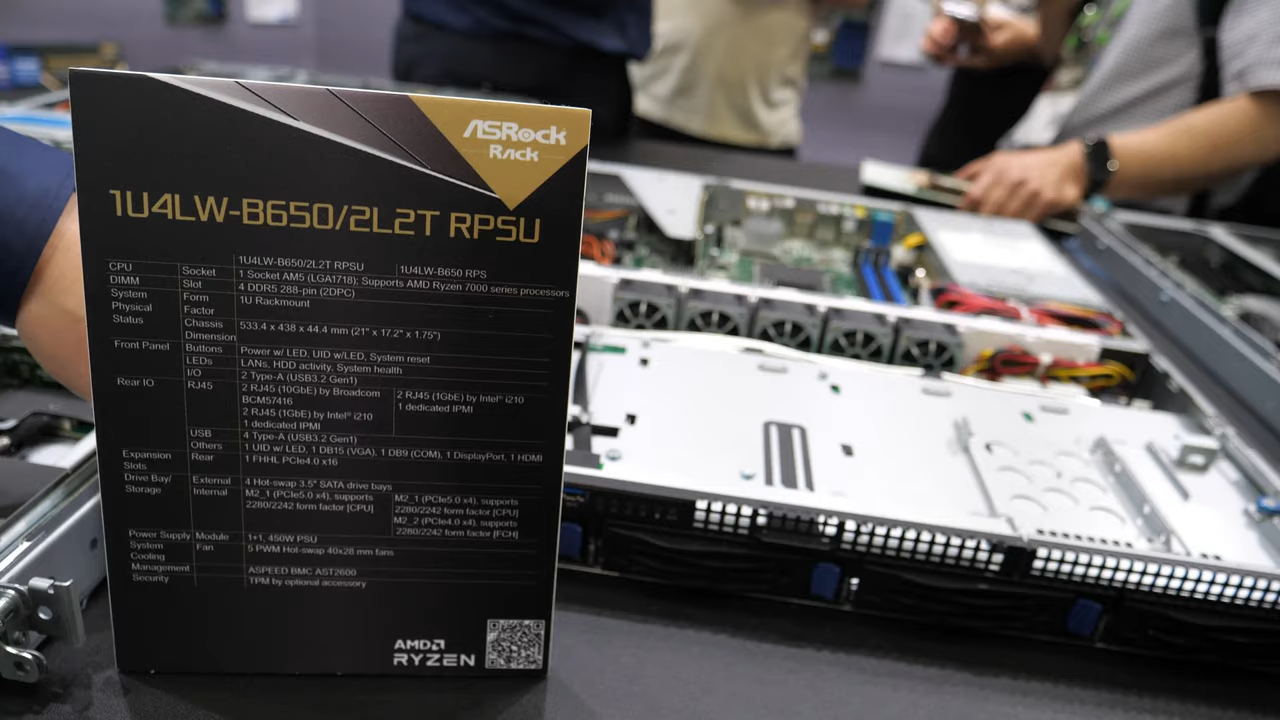 ASRock
Rack
1U4LW-B650/2L2T RPSU
1U4LW-B650/2L2T RPSU 1U4LW-B650 RPS
CPU Socket 1 Socket AM5 (LGA1718); Supports AMD Ryzen 7000 series processors
DIMM Slot 4 DDR5 288-pin (2DPC)
System Form 1U Rackmount
Physical Factor
Status Chassis 533.4 x 438 x 44.4 mm (21" x 17.2" x 1.75")
Dimension
Front Panel Buttons Power w/ LED, UID w/LED, System reset
LEDs LANs, HDD activity, System health
I/O 2 Type-A (USB3.2 Gen1)
Rear IO RJ45 2 RJ45 (10GbE) by Broadcom 2 RJ45 (1GbE) by Intel® i210
BCM57416 1 dedicated IPMI
2 RJ45 (1GbE) by Intel® i210
1 dedicated IPMI
USB 4 Type-A (USB3.2 Gen1)
Others 1 UID w/ LED, 1 DB15 (VGA), 1 DB9 (COM), 1 DisplayPort, 1 HDMI
Expansion Rear 1 FHHL PCIe4.0 x16
Slots
Drive Bay/ External 4 Hot-swap 3.5" SATA drive bays
Storage Internal M2_1 (PCIe5.0 x4), supports M2_1 (PCIe5.0 x4), supports
2280/2242 form factor [CPU] 2280/2242 form factor [CPU]
M2_2 (PCIe4.0 x4), supports
2280/2242 form factor [FCH]
Power Supply Module 1+1, 450W PSU
System Fan 5 PWM Hot-swap 40x28 mm fans
Cooling
Management ASPEED BMC AST2600
Security TPM by optional accessory
AMD
RYZEN